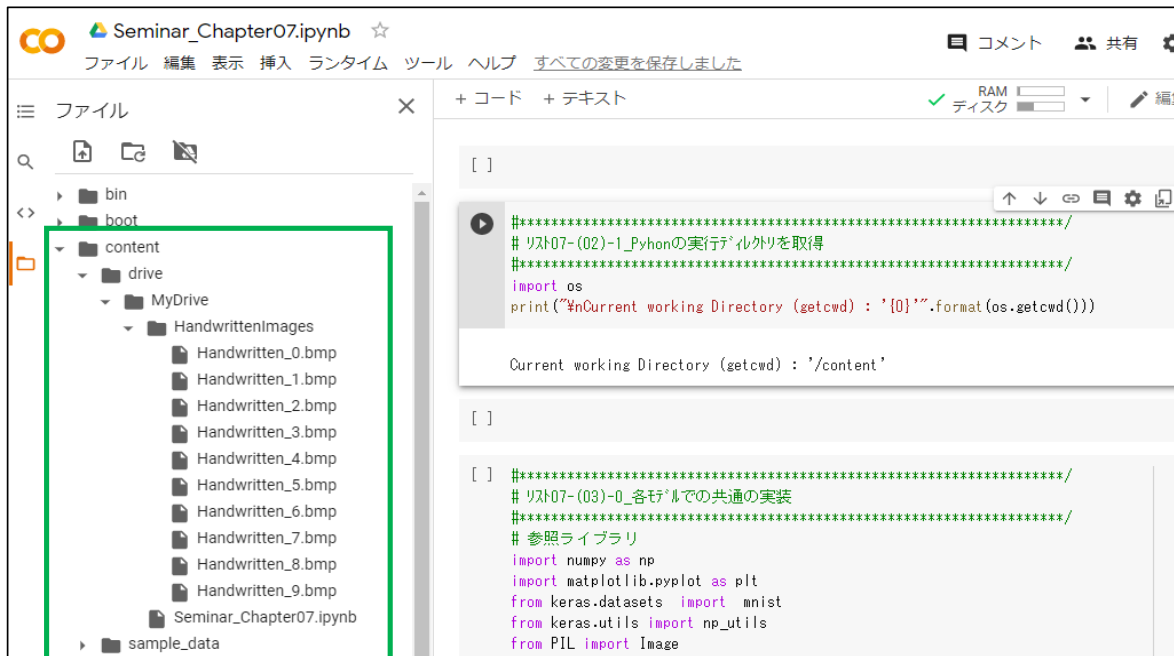 Seminar_Chapter07.ipynb
ファイル 編集 表示 挿入 ランタイム ツール ヘルプ すべての変更を保存しました
コメント 共有
ファイル
bin
boot
content
drive
MyDrive
HandwrittenImages
Handwritten_0.bmp
Handwritten_1.bmp
Handwritten_2.bmp
Handwritten_3.bmp
Handwritten_4.bmp
Handwritten_5.bmp
Handwritten_6.bmp
Handwritten_7.bmp
Handwritten_8.bmp
Handwritten_9.bmp
Seminar_Chapter07.ipynb
sample_data
+ コード + テキスト
RAM
ディスク
編集
[ ]
#**********************************************************************/
# ﾘｽﾄ07-(02)-1_Pyhonの実行ﾃﾞｨﾚｸﾄﾘを取得
#**********************************************************************/
import os
print("¥nCurrent working Directory (getcwd) : '{0}'".format(os.getcwd()))
Current working Directory (getcwd) : '/content'
[ ]
[ ] #**********************************************************************/
# ﾘｽﾄ07-(03)-0_各ﾓﾃﾞﾙでの共通の実装
#**********************************************************************/
# 参照ライブラリ
import numpy as np
import matplotlib.pyplot as plt
from keras.datasets  import  mnist
from keras.utils import np_utils
from PIL import Image